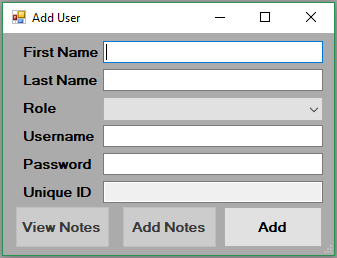 Add User
First Name
Last Name
Role
Username
Password
Unique ID
View Notes Add Notes Add